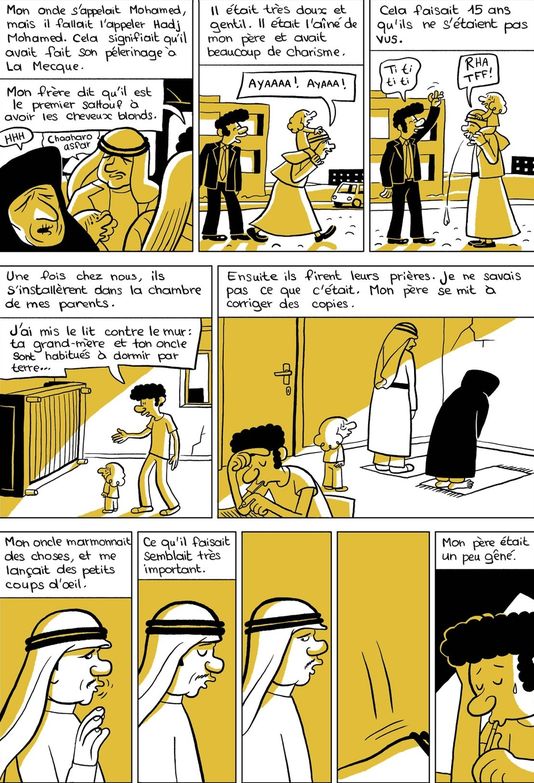 Mon oncle s'appelait Mohamed,
mais il fallait l'appeler Hadj
Mohamed. Cela signifiait qu'il
avait fait son pèlerinage à
La Mecque.
Mon frère dit qu'il est
le premier sattouf à
avoir les cheveux blonds.
HHH
Chaaharo
asfar
Il était très doux et
gentil. Il était l'aîné de
mon père et avait
beaucoup de charisme.
AYAAAA! AYAAA!
Cela faisait 15 ans
qu'ils ne s'étaient pas
vus.
Ti ti
ti ti
RHA
TFF!
Une fois chez nous, ils
s'installèrent dans la chambre
de mes parents.
J'ai mis le lit contre le mur:
ta grand-mère et ton oncle
sont habitués à dormir par
terre...
Ensuite ils firent leurs prières. Je ne savais
pas ce que c'était. Mon père se mit à
corriger des copies.
Mon oncle marmonnait
des choses, et me
lançait des petits
coups d'œil.
Ce qu'il faisait
semblait très
important.
Mon père était
un peu gêné.